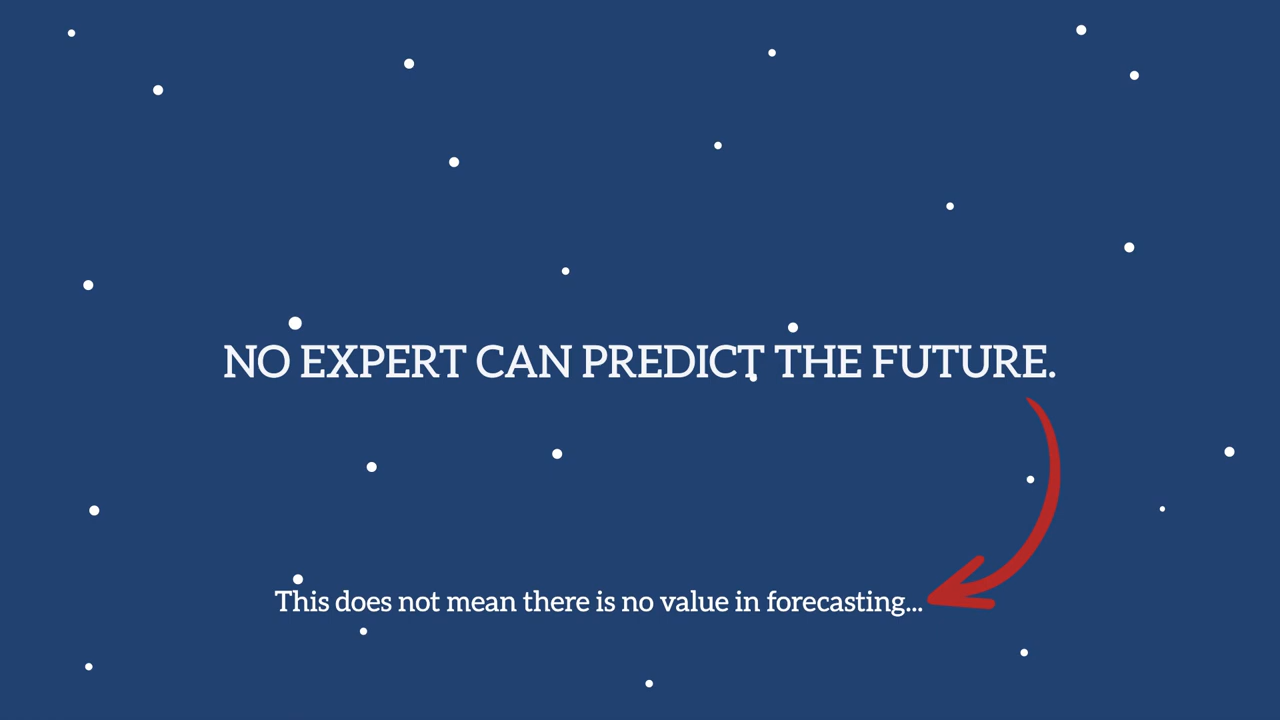 NO EXPERT CAN PREDICT THE FUTURE.
This does not mean there is no value in forecasting...